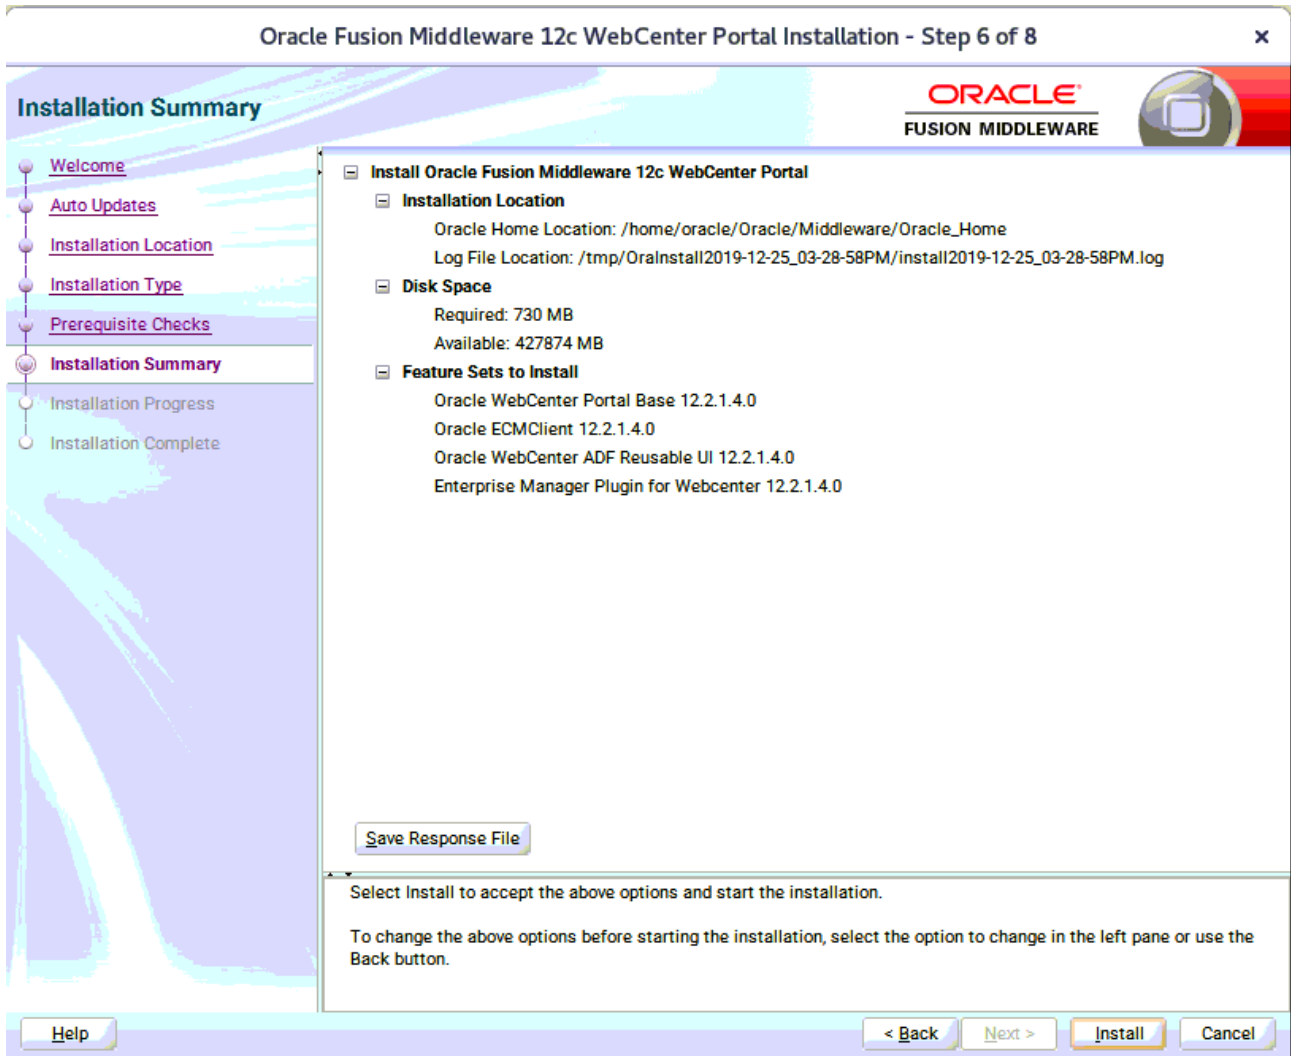 Oracle Fusion Middleware 12c WebCenter Portal Installation - Step 6 of 8
Installation Summary
ORACLE
FUSION MIDDLEWARE
Welcome
Auto Updates
Installation Location
Installation Type
Prerequisite Checks
Installation Summary
Installation Progress
Installation Complete
Install Oracle Fusion Middleware 12c WebCenter Portal
Installation Location
Oracle Home Location: /home/oracle/Oracle/Middleware/Oracle_Home
Log File Location: /tmp/OraInstall2019-12-25_03-28-58PM/install2019-12-25_03-28-58PM.log
Disk Space
Required: 730 MB
Available: 427874 MB
Feature Sets to Install
Oracle WebCenter Portal Base 12.2.1.4.0
Oracle ECMClient 12.2.1.4.0
Oracle WebCenter ADF Reusable UI 12.2.1.4.0
Enterprise Manager Plugin for Webcenter 12.2.1.4.0
Save Response File
Select Install to accept the above options and start the installation.
To change the above options before starting the installation, select the option to change in the left pane or use the
Back button.
Help
< Back
Next >
Install
Cancel